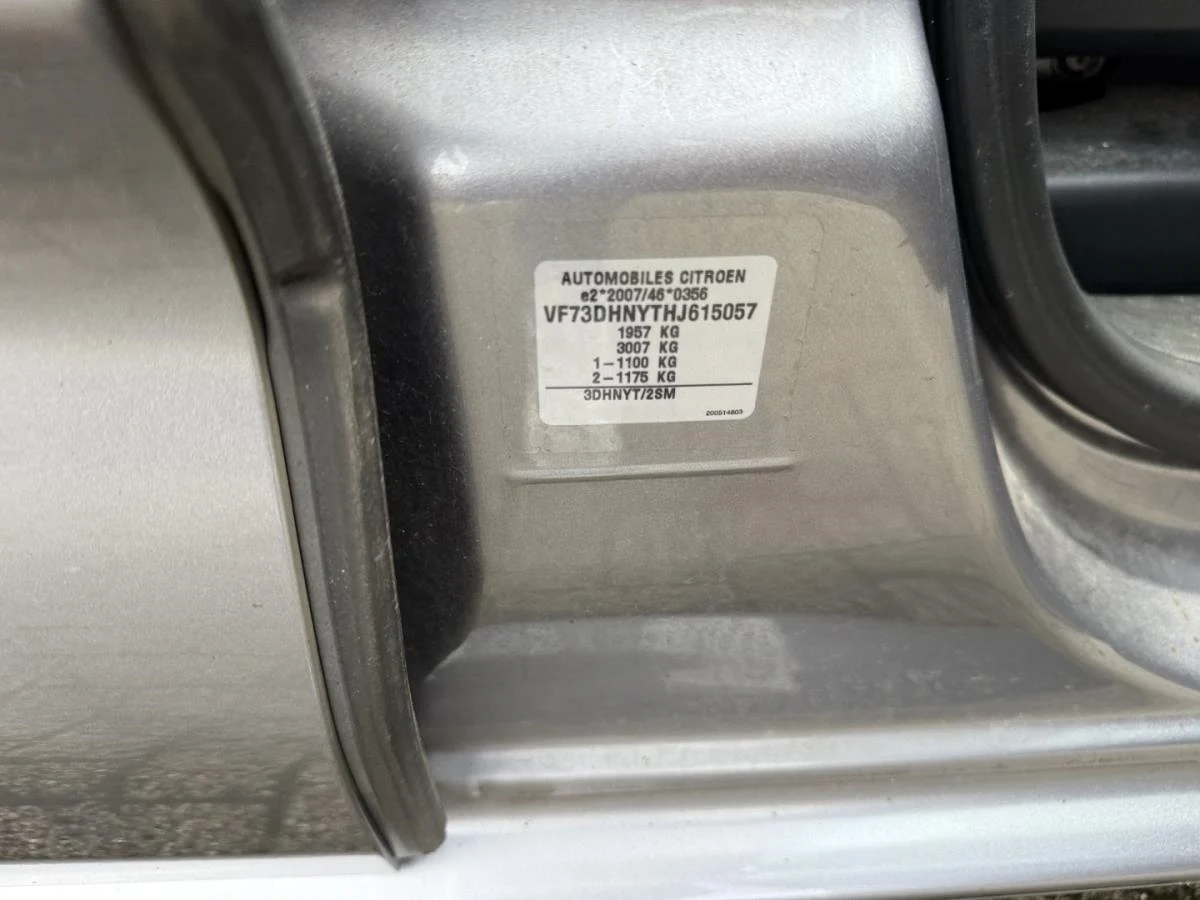 AUTOMOBILES CITROEN
e2*2007/46*0356
VF73DHNYTHJ615057
1957 KG
3007 KG
1-1100 KG
2-1175 KG
3DHNYT/2SM
200514803